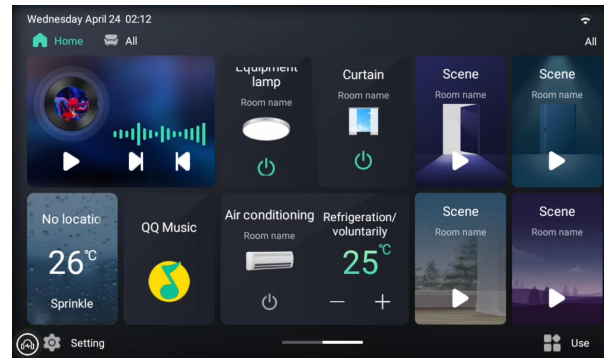 Wednesday April 24 02:12
Home
All
All
Equipment
lamp
Room name
Curtain
Room name
Scene
Room name
Scene
Room name
No locatio
26℃
Sprinkle
QQ Music
Air conditioning
Room name
Refrigeration/
voluntarily
25℃
Scene
Room name
Scene
Room name
Setting
Use